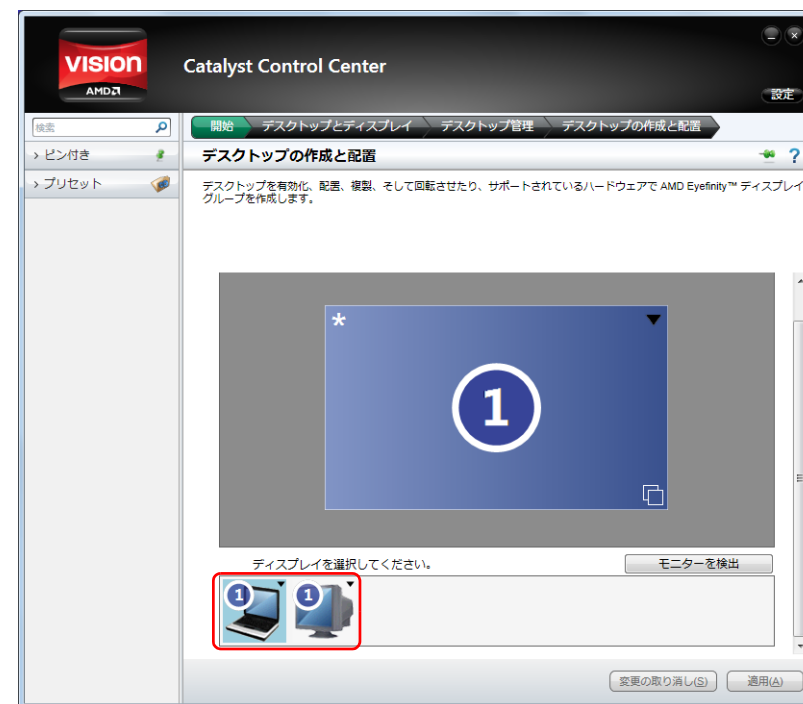 VISION
AMD
Catalyst Control Center
設定
検索
開始 デスクトップとディスプレイ デスクトップ管理 デスクトップの作成と配置
> ピン付き
デスクトップの作成と配置
?
> プリセット
デスクトップを有効化、配置、複製、そして回転させたり、サポートされているハードウェアで AMD Eyefinity™ ディスプレイ
グループを作成します。
*
1
ディスプレイを選択してください。
モニターを検出
1 1
変更の取り消し(S) 適用(A)